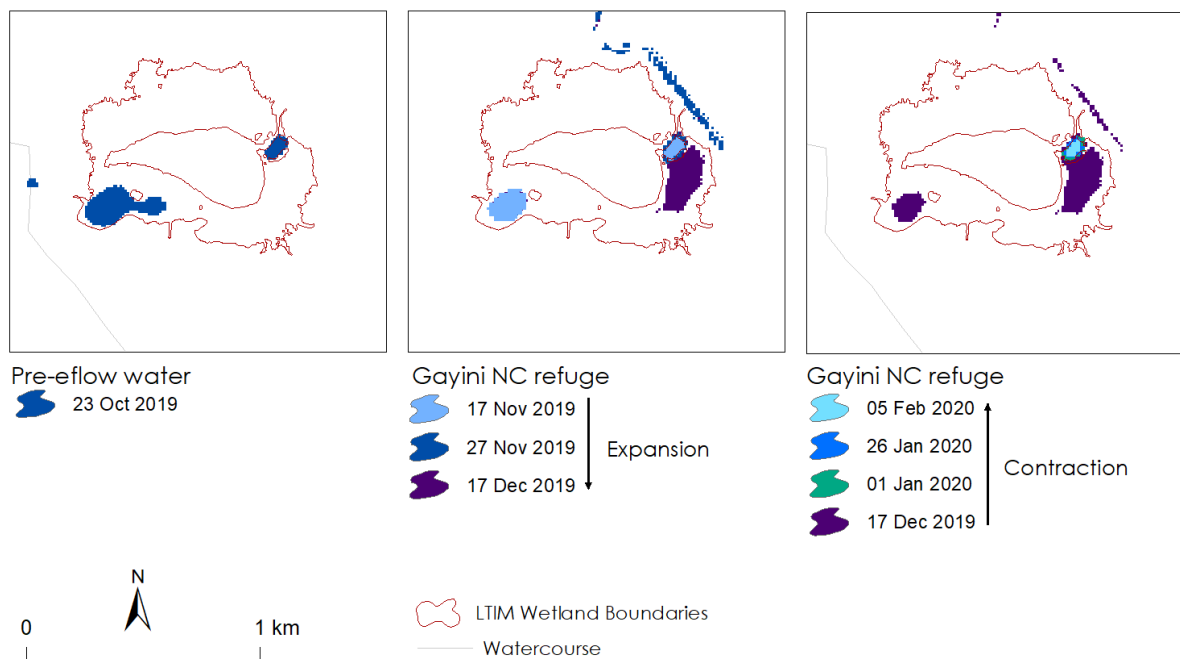 Pre-eflow water
23 Oct 2019
Gayini NC refuge
17 Nov 2019
27 Nov 2019
17 Dec 2019
Expansion
Gayini NC refuge
05 Feb 2020
26 Jan 2020
01 Jan 2020
17 Dec 2019
Contraction
N
0 1 km
LTIM Wetland Boundaries
Watercourse